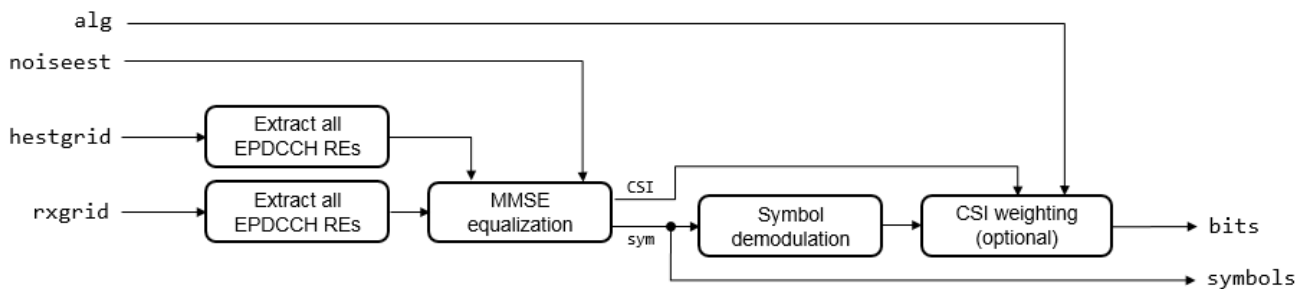 alg
noiseest
hestgrid
Extract all
EPDCCH REs
rxgrid
Extract all
EPDCCH REs
MMSE
equalization
CSI
sym
Symbol
demodulation
CSI weighting
(optional)
bits
symbols